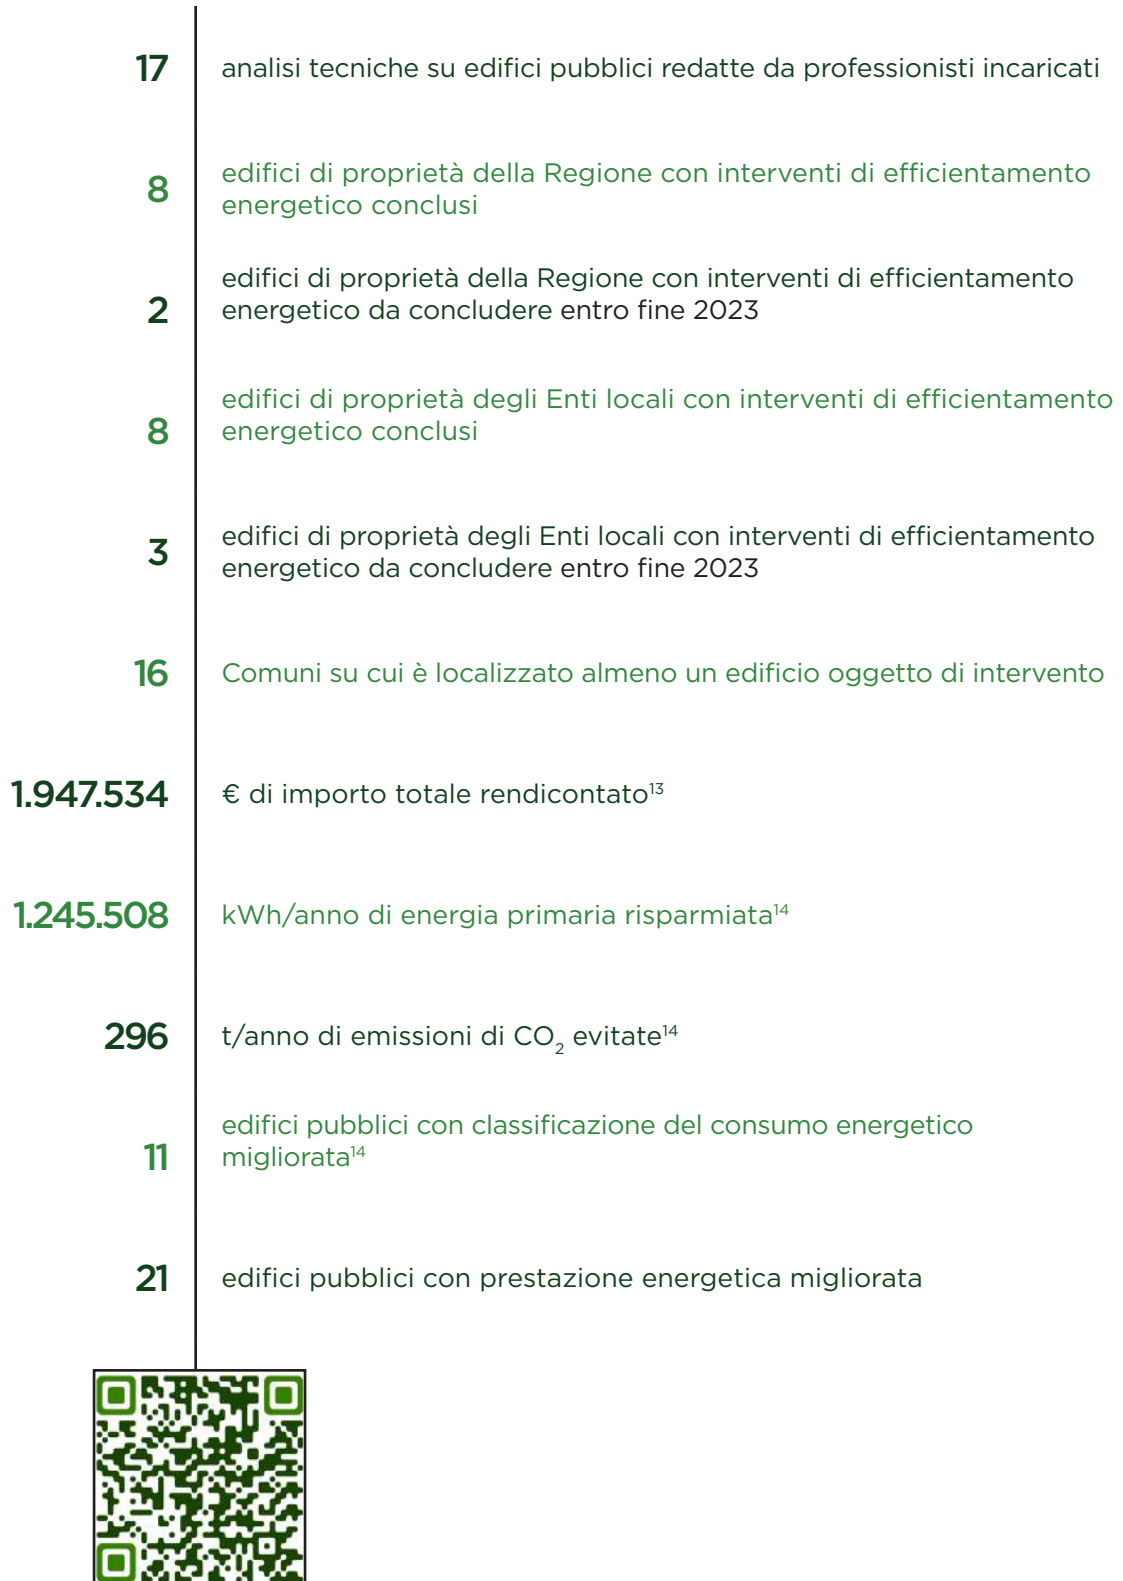 17 analisi tecniche su edifici pubblici redatte da professionisti incaricati
8 edifici di proprietà della Regione con interventi di efficientamento
energetico conclusi
2 edifici di proprietà della Regione con interventi di efficientamento
energetico da concludere entro fine 2023
8 edifici di proprietà degli Enti locali con interventi di efficientamento
energetico conclusi
3 edifici di proprietà degli Enti locali con interventi di efficientamento
energetico da concludere entro fine 2023
16 Comuni su cui è localizzato almeno un edificio oggetto di intervento
1.947.534 € di importo totale rendicontato¹³
1.245.508 kWh/anno di energia primaria risparmiata¹⁴
296 t/anno di emissioni di CO₂ evitate¹⁴
11 edifici pubblici con classificazione del consumo energetico
migliorata¹⁴
21 edifici pubblici con prestazione energetica migliorata